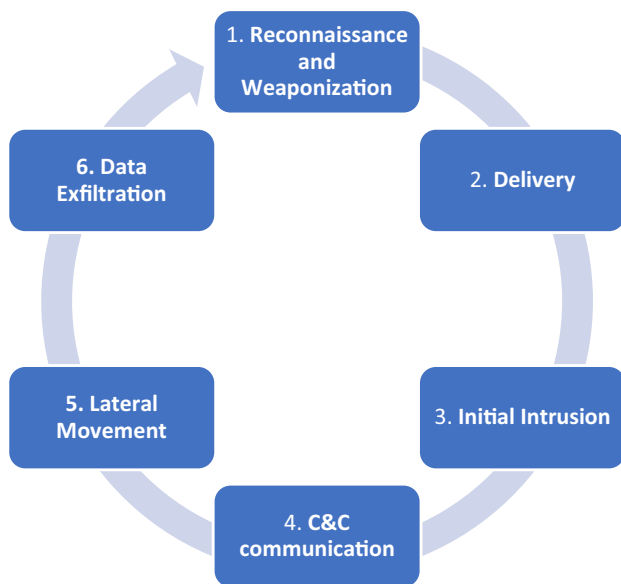 1. Reconnaissance
and
Weaponization
2. Delivery
3. Initial Intrusion
4. C&C
communication
5. Lateral
Movement
6. Data
Exfiltration